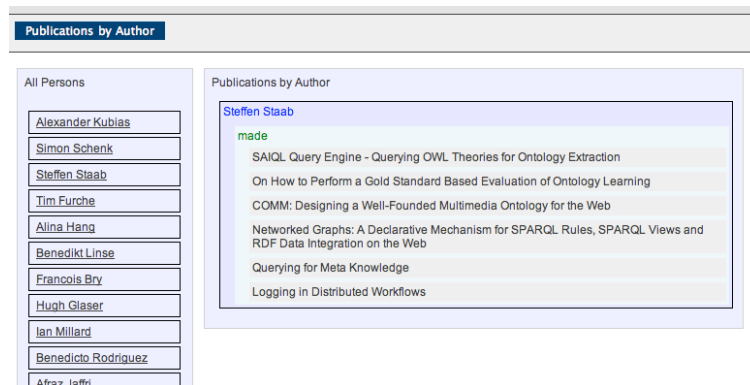 Publications by Author
All Persons
Alexander Kubias
Simon Schenk
Steffen Staab
Tim Furche
Alina Hang
Benedikt Linse
Francois Bry
Hugh Glaser
Ian Millard
Benedicto Rodriguez
Afraz Jaffri
Publications by Author
Steffen Staab
made
SAIQL Query Engine - Querying OWL Theories for Ontology Extraction
On How to Perform a Gold Standard Based Evaluation of Ontology Learning
COMM: Designing a Well-Founded Multimedia Ontology for the Web
Networked Graphs: A Declarative Mechanism for SPARQL Rules, SPARQL Views and
RDF Data Integration on the Web
Querying for Meta Knowledge
Logging in Distributed Workflows